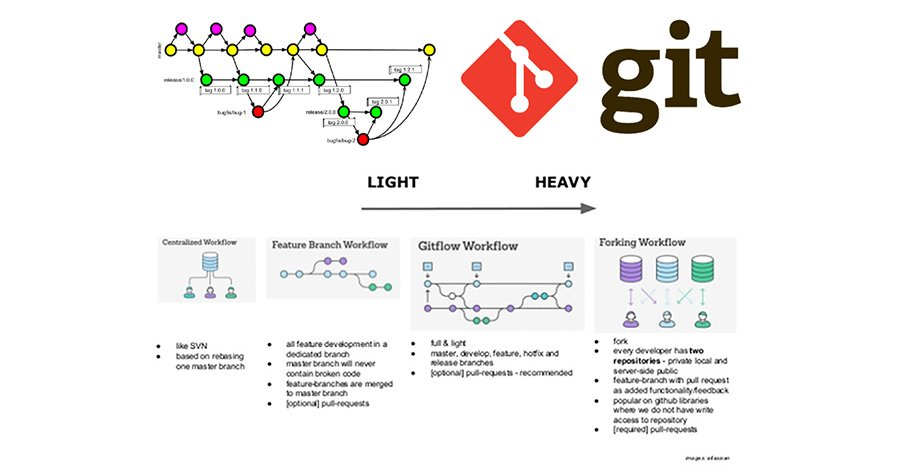 master
release/1.0.0
tag 1.0.0
tag 1.1.0
tag 1.1.1
tag 1.2.0
tag 1.2.1
bugfix/bug-1
release/2.0.0
tag 2.0.0
tag 2.0.1
bugfix/bug-2
git
LIGHT
HEAVY
Centralized Workflow
Feature Branch Workflow
Gitflow Workflow
Forking Workflow
• like SVN
• based on rebasing
one master branch
• all feature development in a
dedicated branch
• master branch will never
contain broken code
• feature-branches are merged
to master branch
• [optional] pull-requests
• full & light
• master, develop, feature, hotfix and
release branches
• [optional] pull-requests - recommended
• fork
• every developer has two
repositories - private local and
server-side public
• feature-branch with pull request
as added functionality/feedback
• popular on github libraries
where we do not have write
access to repository
• [required] pull-requests
images: atlassian